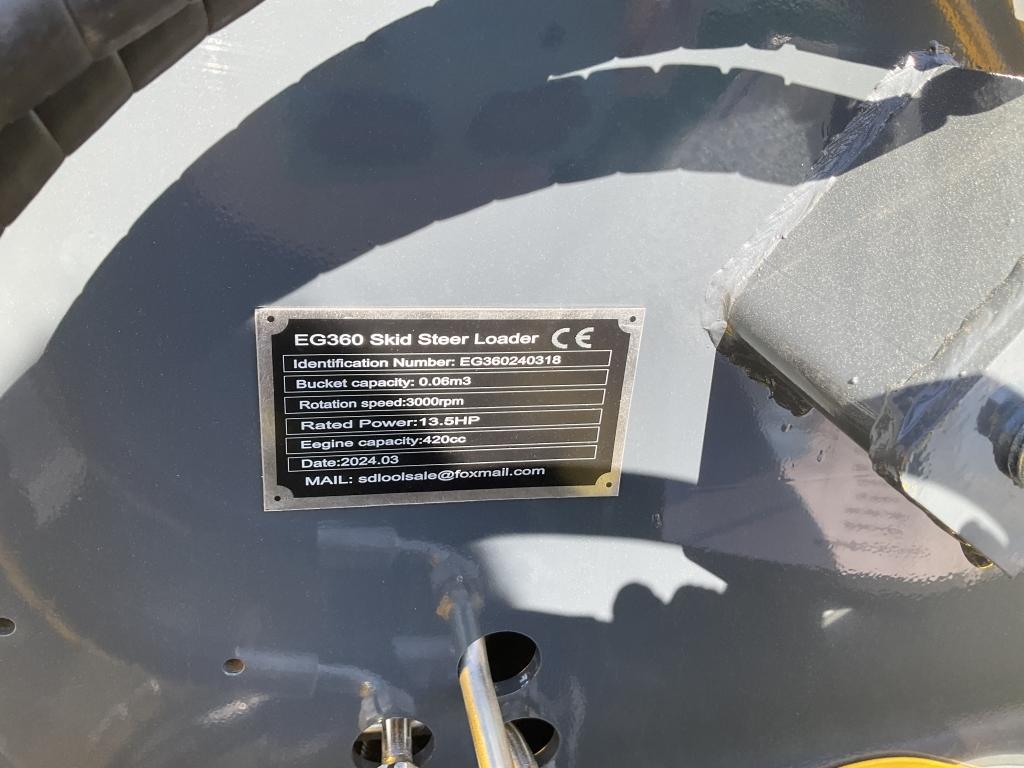 EG360 Skid Steer Loader CE
Identification Number: EG360240318
Bucket capacity: 0.06m3
Rotation speed:3000rpm
Rated Power:13.5HP
Eegine capacity:420cc
Date:2024.03
MAIL: sdloolsale@foxmail.com